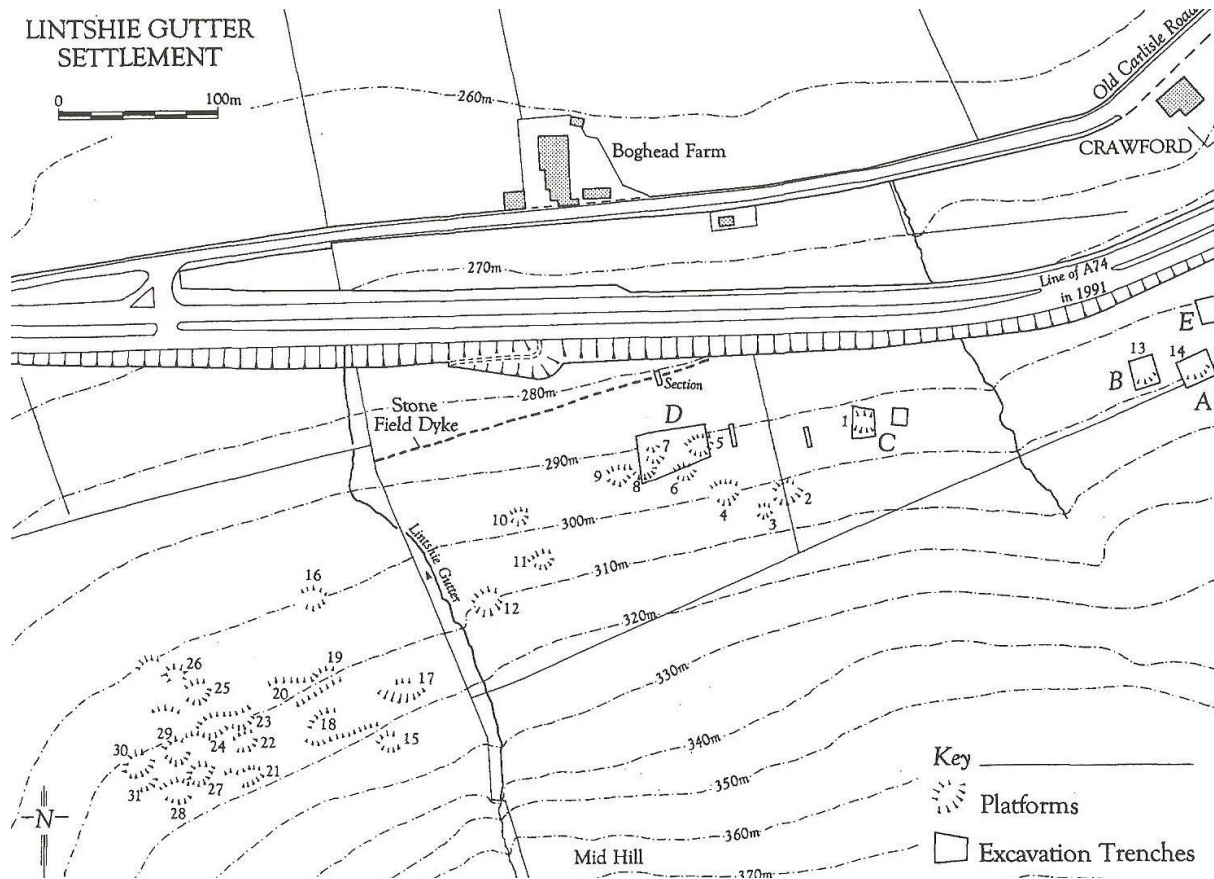 LINTSHIE GUTTER
SETTLEMENT
0
100m
260m
Old Carlisle Road
Boghead Farm
CRAWFORD
270m
Line of A74
in 1991
E
13
14
B
A
280m
Section
Stone
Field Dyke
D
1
C
290m
7
5
9
8
6
4
2
3
10
300m
11
310m
Lintshie Gutter
16
12
320m
26
19
330m
25
20
17
18
23
29
24
22
15
30
340m
21
27
31
28
350m
N
360m
Mid Hill
370m
Key
Platforms
Excavation Trenches